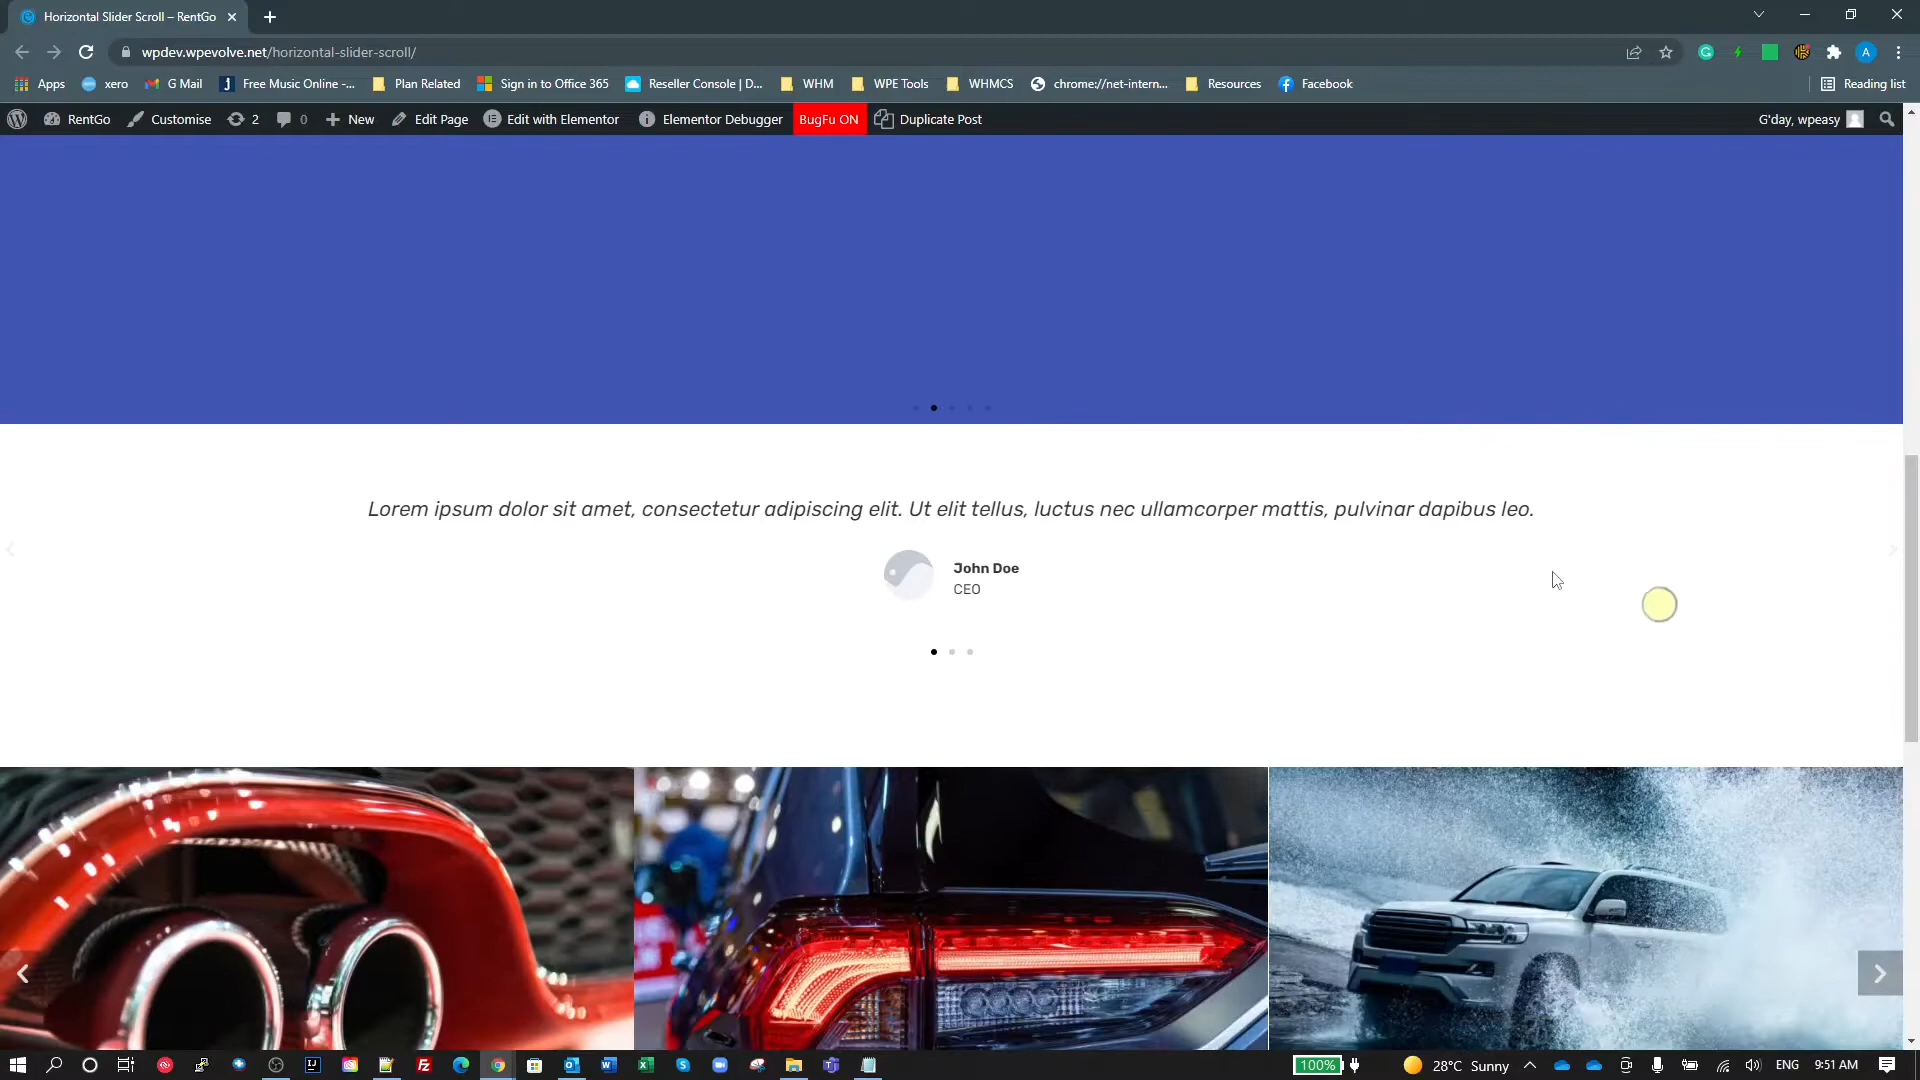 Horizontal Slider Scroll – RentGo
wpdev.wpevolve.net/horizontal-slider-scroll/
A
Apps xero G Mail Free Music Online -... Plan Related Sign in to Office 365 Reseller Console | D... WHM WPE Tools WHMCS chrome://net-intern... Resources Facebook Reading list
RentGo Customise 2 0 New Edit Page Edit with Elementor Elementor Debugger BugFu ON Duplicate Post G'day, wpeasy
Lorem ipsum dolor sit amet, consectetur adipiscing elit. Ut elit tellus, luctus nec ullamcorper mattis, pulvinar dapibus leo.
John Doe
CEO
100% 28°C Sunny ENG 9:51 AM